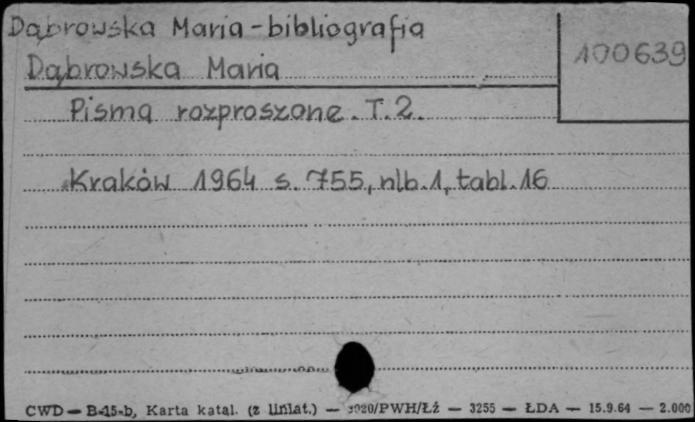 Dąbrowska Maria - bibliografia
100639
Dąbrowska Maria
Pisma rozproszone. T. 2.
Kraków 1964 s. 755, nlb. 1, tabl. 16
CWD — B-15-b, Karta katal. (z liniat.) — 3020/PWH/Łź — 3255 — ŁDA — 15.9.64 — 2.000